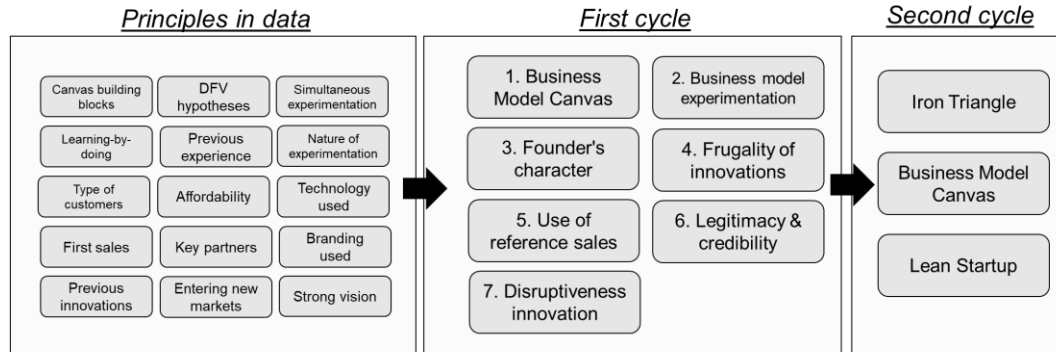 Principles in data
First cycle
Second cycle
Canvas building
blocks
DFV
hypotheses
Simultaneous
experimentation
Learning-by-
doing
Previous
experience
Nature of
experimentation
Type of
customers
Affordability
Technology
used
First sales
Key partners
Branding
used
Previous
innovations
Entering new
markets
Strong vision
1. Business
Model Canvas
2. Business model
experimentation
3. Founder's
character
4. Frugality of
innovations
5. Use of
reference sales
6. Legitimacy &
credibility
7. Disruptiveness
innovation
Iron Triangle
Business Model
Canvas
Lean Startup